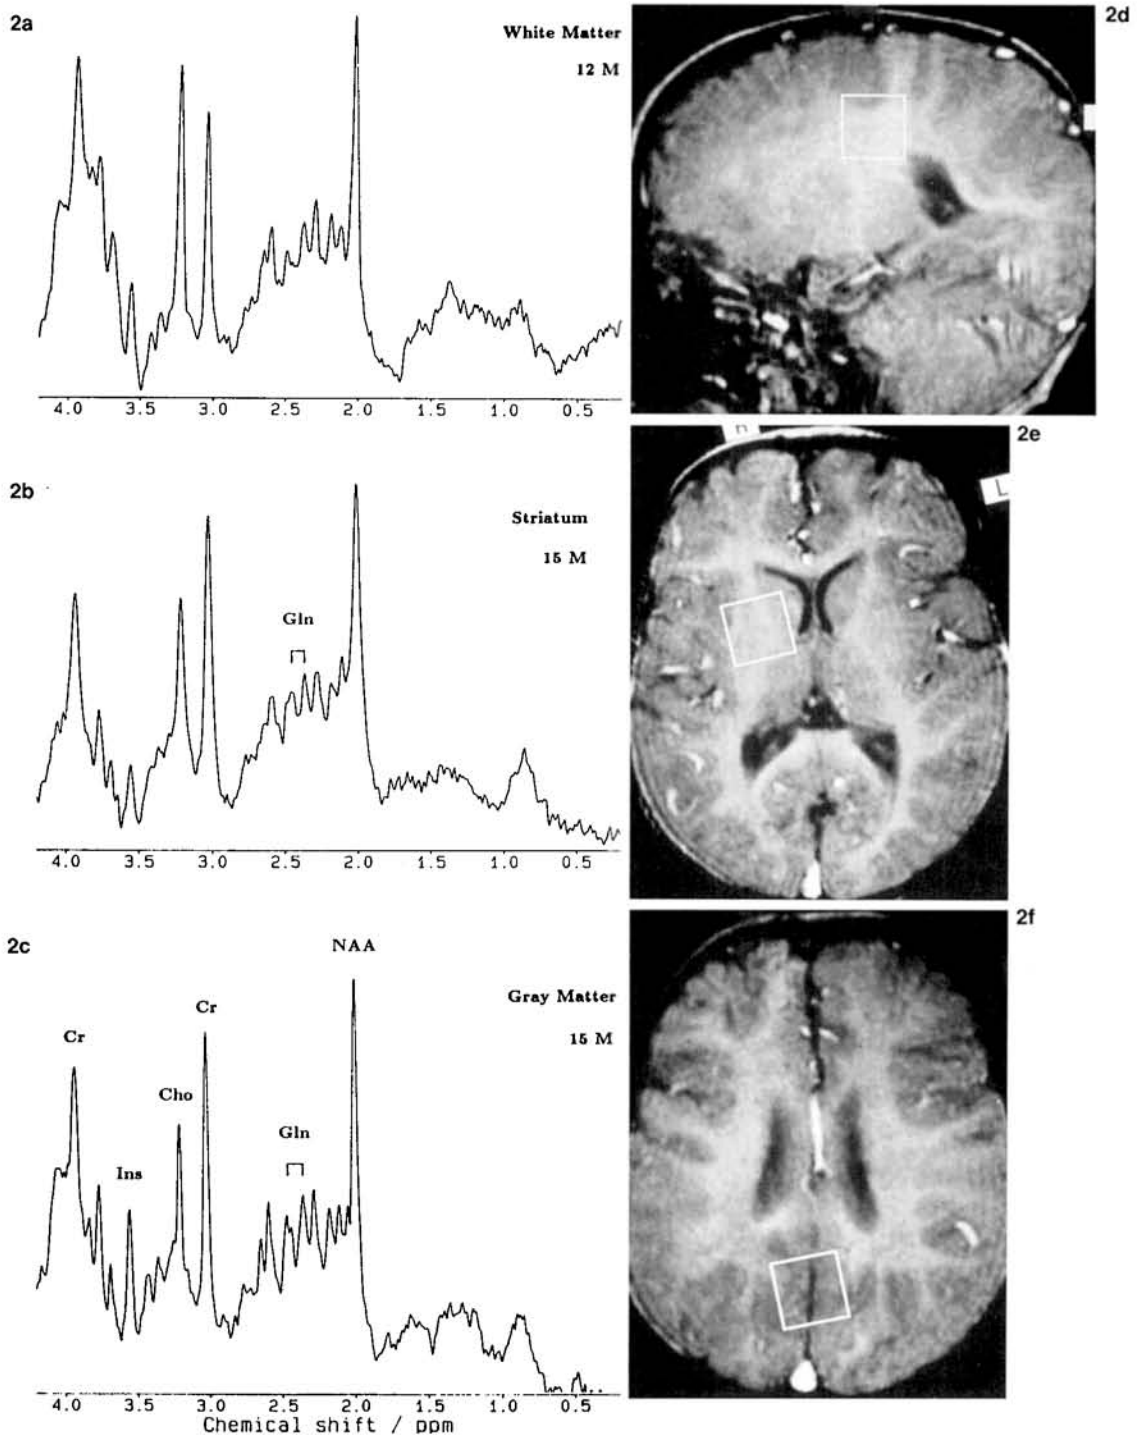 2a
White Matter
12 M
4.0 3.5 3.0 2.5 2.0 1.5 1.0 0.5
2d
2b
Striatum
15 M
Gln
4.0 3.5 3.0 2.5 2.0 1.5 1.0 0.5
2e
L
2c
NAA
Gray Matter
15 M
Cr
Cr
Cho
Gln
Ins
4.0 3.5 3.0 2.5 2.0 1.5 1.0 0.5
Chemical shift / ppm
2f